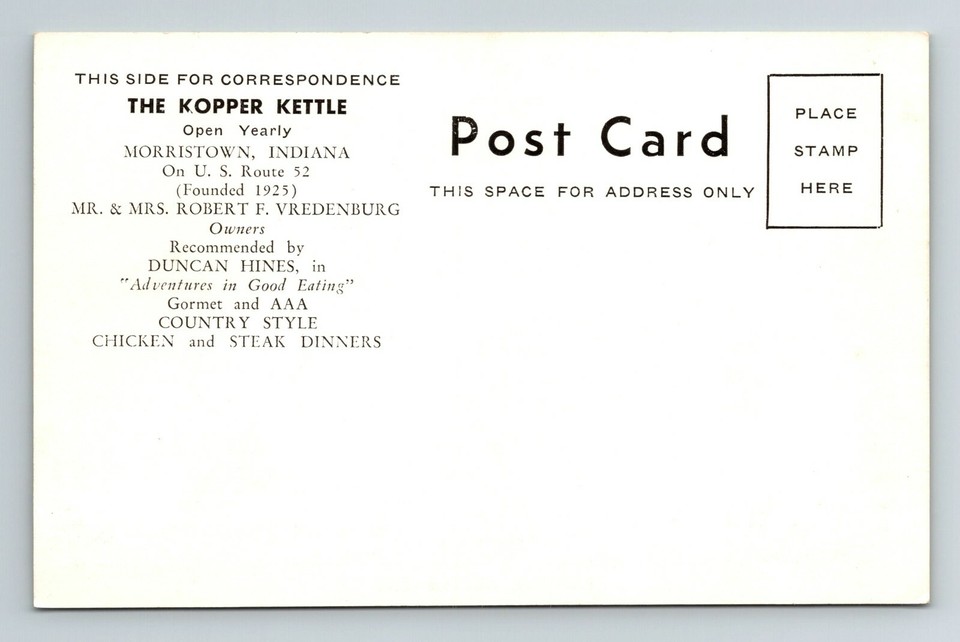 THIS SIDE FOR CORRESPONDENCE
THE KOPPER KETTLE
Open Yearly
MORRISTOWN, INDIANA
On U. S. Route 52
(Founded 1925)
MR. & MRS. ROBERT F. VREDENBURG
Owners
Recommended by
DUNCAN HINES, in
"Adventures in Good Eating"
Gormet and AAA
COUNTRY STYLE
CHICKEN and STEAK DINNERS
Post Card
THIS SPACE FOR ADDRESS ONLY
PLACE
STAMP
HERE